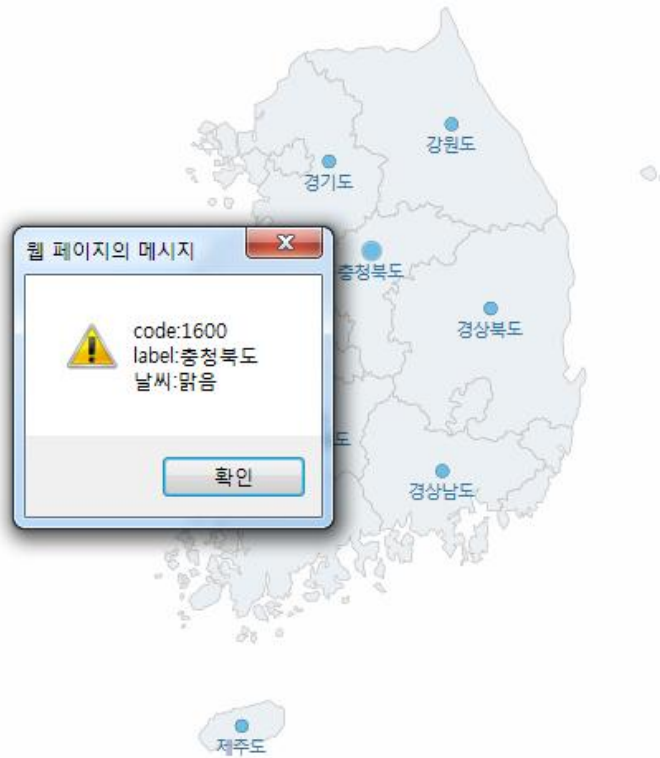 강원도
경기도
웹 페이지의 메시지
충청북도
code:1600
label:충청북도
날씨:맑음
경상북도
도
확인
경상남도
제주도